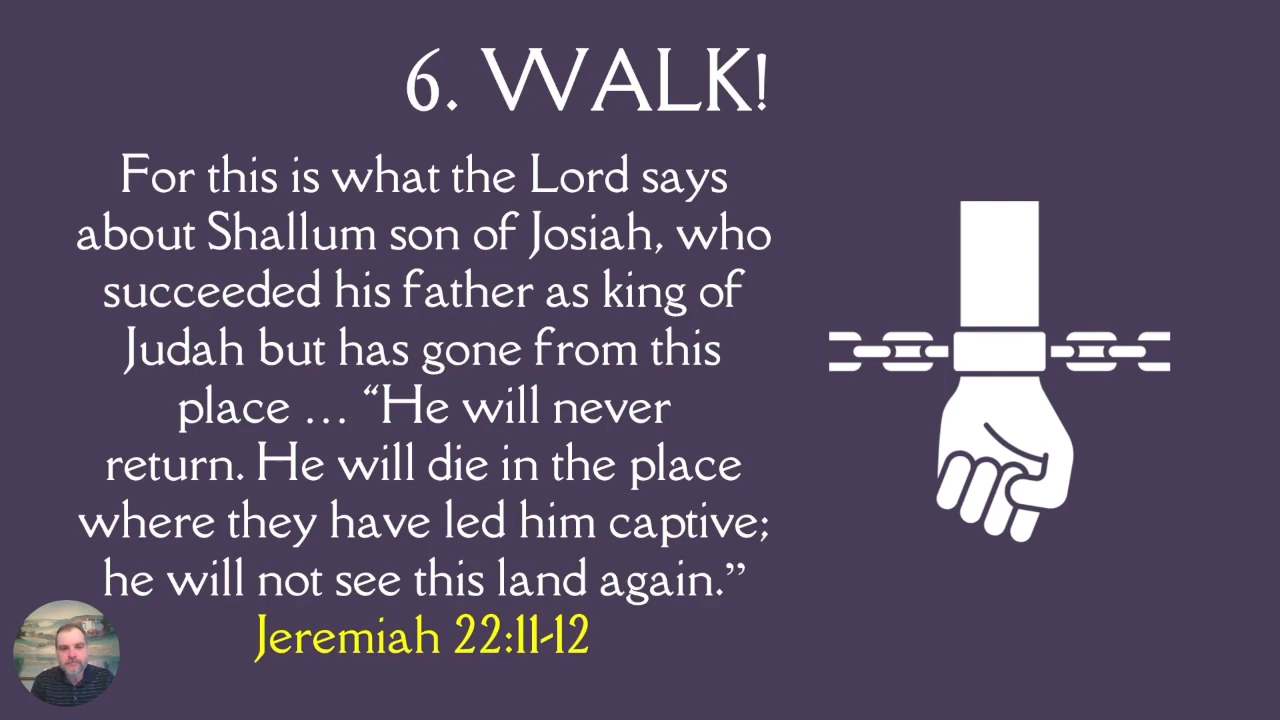 6. WALK!
For this is what the Lord says
about Shallum son of Josiah, who
succeeded his father as king of
Judah but has gone from this
place … “He will never
return. He will die in the place
where they have led him captive;
he will not see this land again.”
Jeremiah 22:11-12